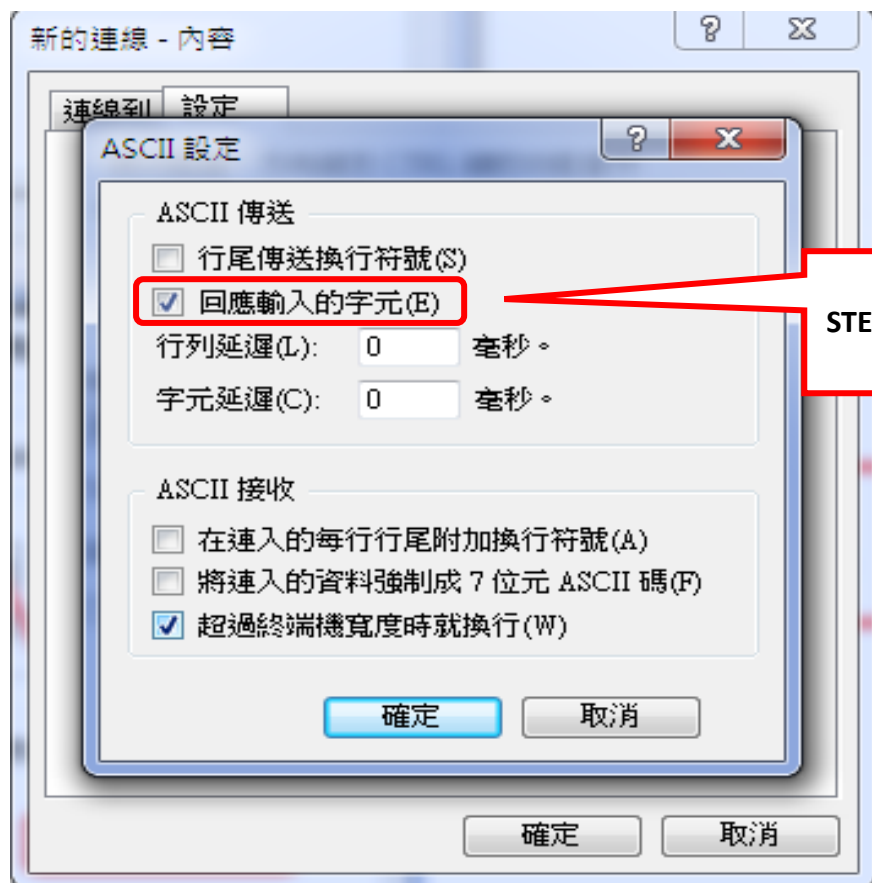 新的連線 - 內容
連線到 設定
ASCII 設定
ASCII 傳送
行尾傳送換行符號(S)
回應輸入的字元(E)
行列延遲(L): 0 毫秒。
STE
字元延遲(C): 0 毫秒。
ASCII 接收
在連入的每行行尾附加換行符號(A)
將連入的資料強制成 7 位元 ASCII 碼(F)
超過終端機寬度時就換行(W)
確定 取消
確定 取消